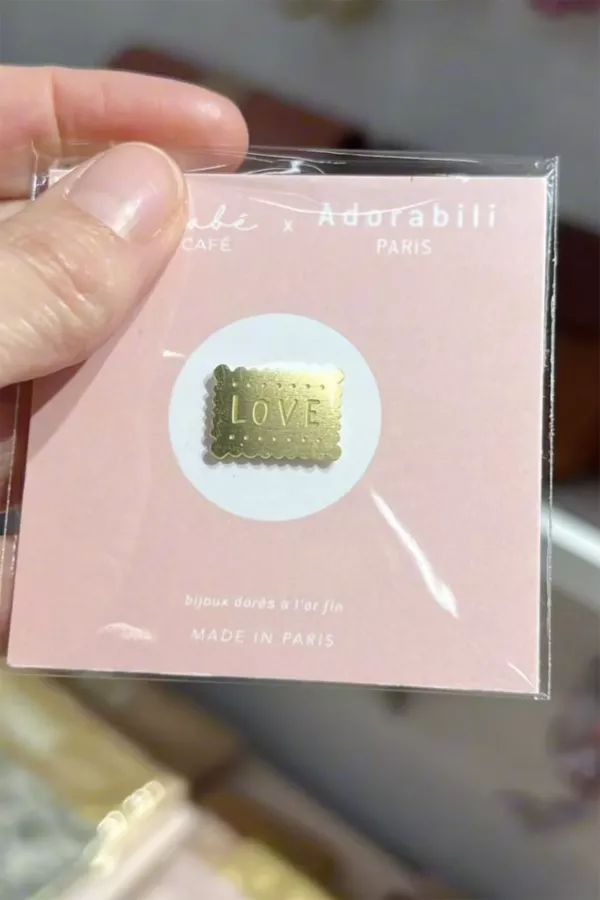 x Adorabili
CAFÉ PARIS
LOVE
bijoux dorés à l'or fin
MADE IN PARIS